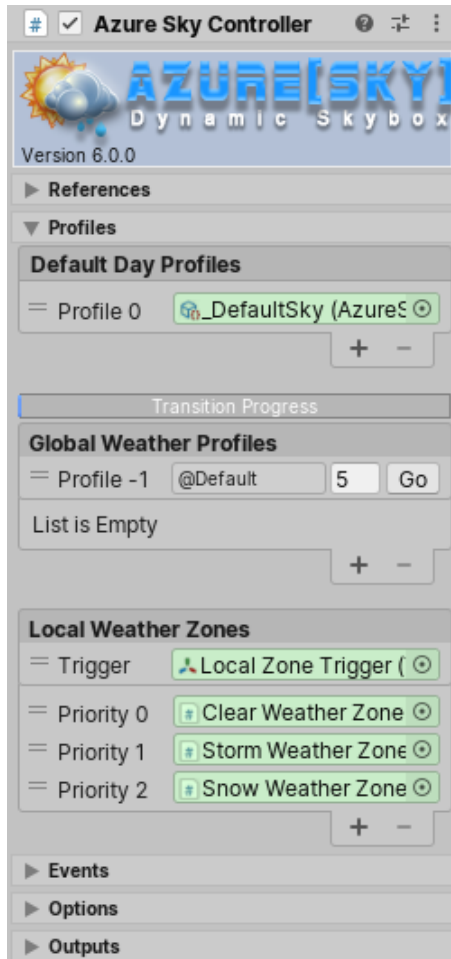 Azure Sky Controller
AZURE[SKY]
Dynamic Skybox
Version 6.0.0
References
Profiles
Default Day Profiles
Profile 0 _DefaultSky (AzureS
Transition Progress
Global Weather Profiles
Profile -1 @Default 5 Go
List is Empty
Local Weather Zones
Trigger Local Zone Trigger (
Priority 0 Clear Weather Zone
Priority 1 Storm Weather Zone
Priority 2 Snow Weather Zone
Events
Options
Outputs